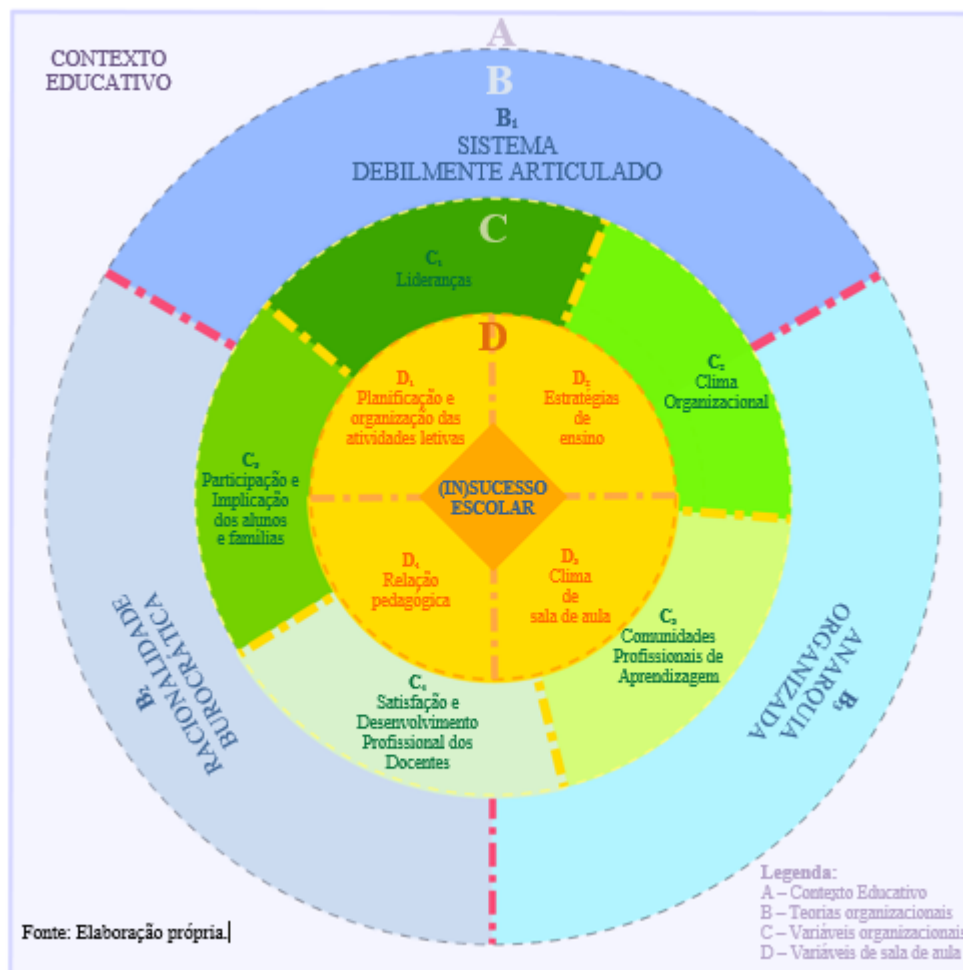 A
CONTEXTO
EDUCATIVO
B
B₁
SISTEMA
DEBILMENTE ARTICULADO
C
C₁
Lideranças
D
D₁
Planificação e
organização das
atividades letivas
D₂
Estratégias
de
ensino
C₂
Clima
Organizacional
C₅
Participação e
Implicação
dos alunos
e famílias
(IN)SUCESSO
ESCOLAR
D₄
Relação
pedagógica
D₃
Clima
de
sala de aula
C₃
Comunidades
Profissionais de
Aprendizagem
C₄
Satisfação e
Desenvolvimento
Profissional dos
Docentes
B₂
RACIONALIDADE
BUROCRÁTICA
B₃
ANARQUIA
ORGANIZADA
Legenda:
A – Contexto Educativo
B – Teorias organizacionais
C – Variáveis organizacionais
D – Variáveis de sala de aula
Fonte: Elaboração própria.